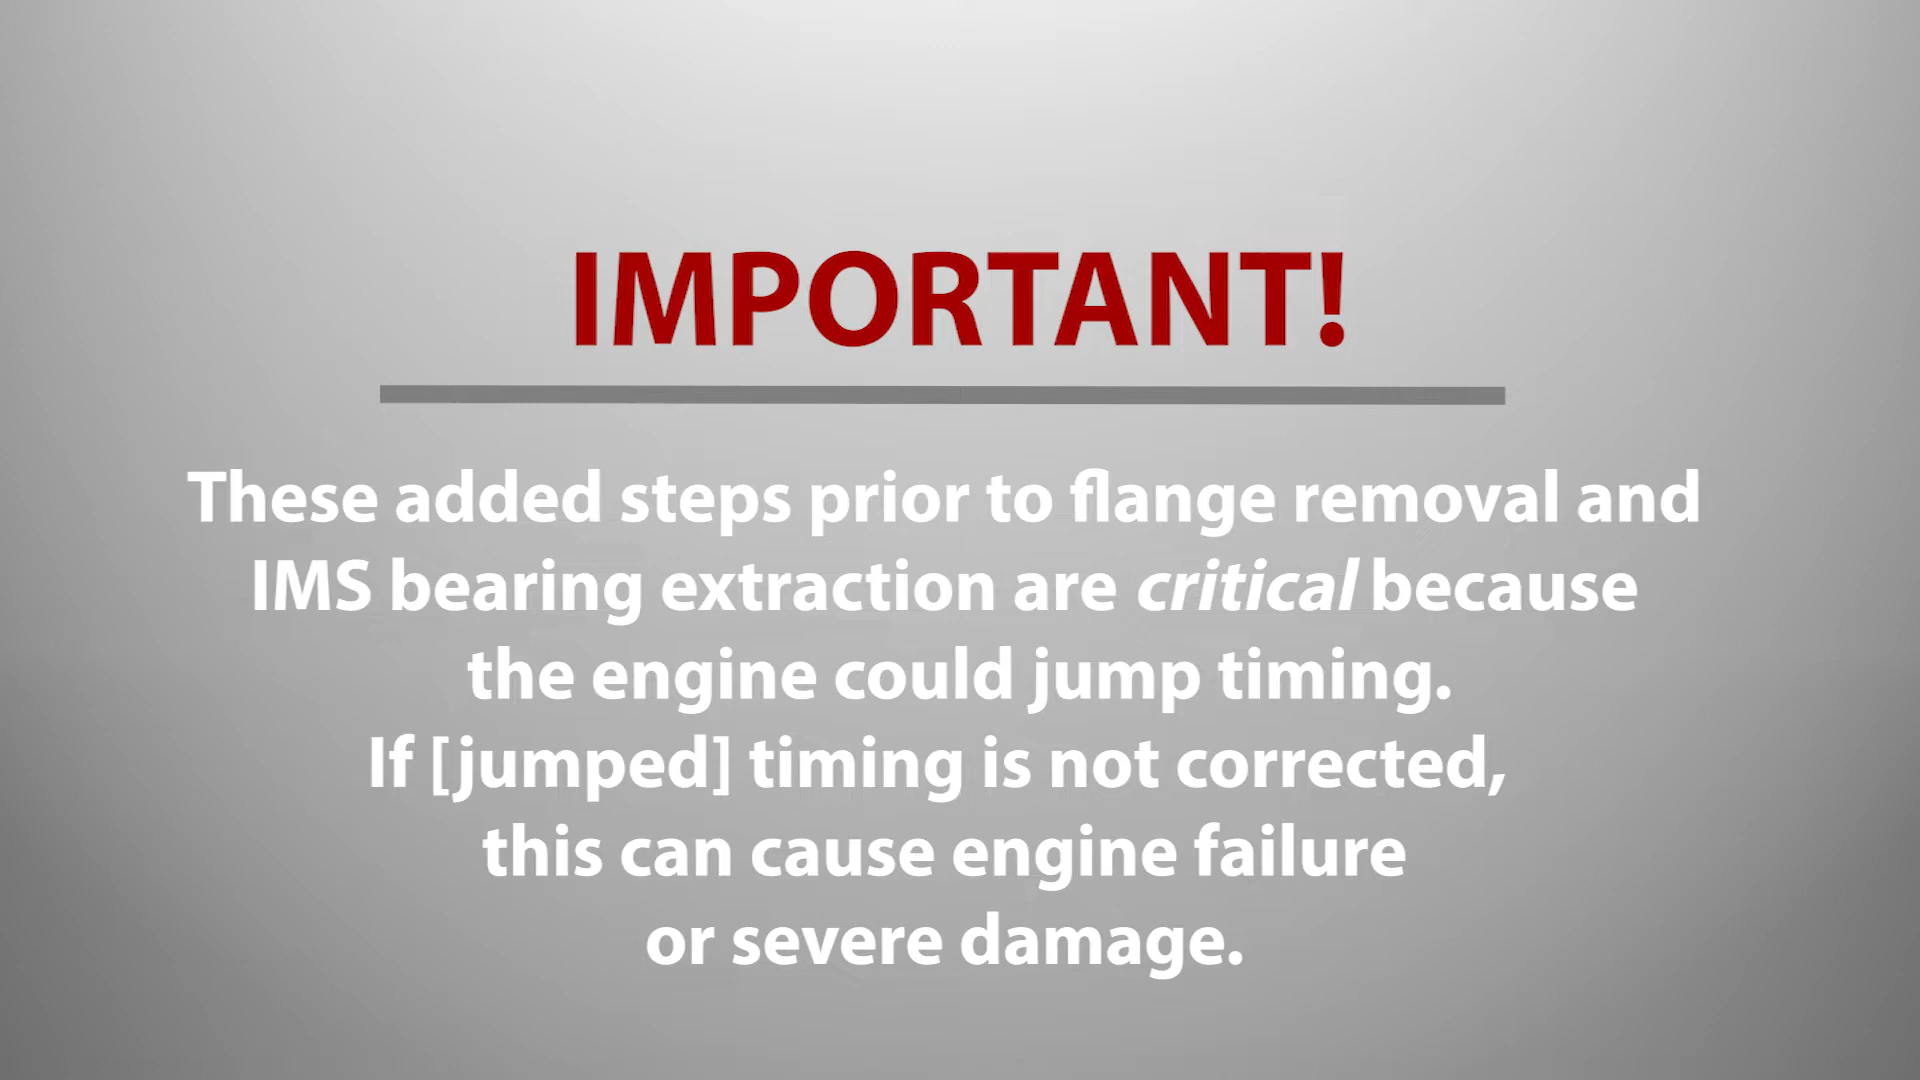 IMPORTANT!
These added steps prior to flange removal and
IMS bearing extraction are critical because
the engine could jump timing.
If [jumped] timing is not corrected,
this can cause engine failure
or severe damage.